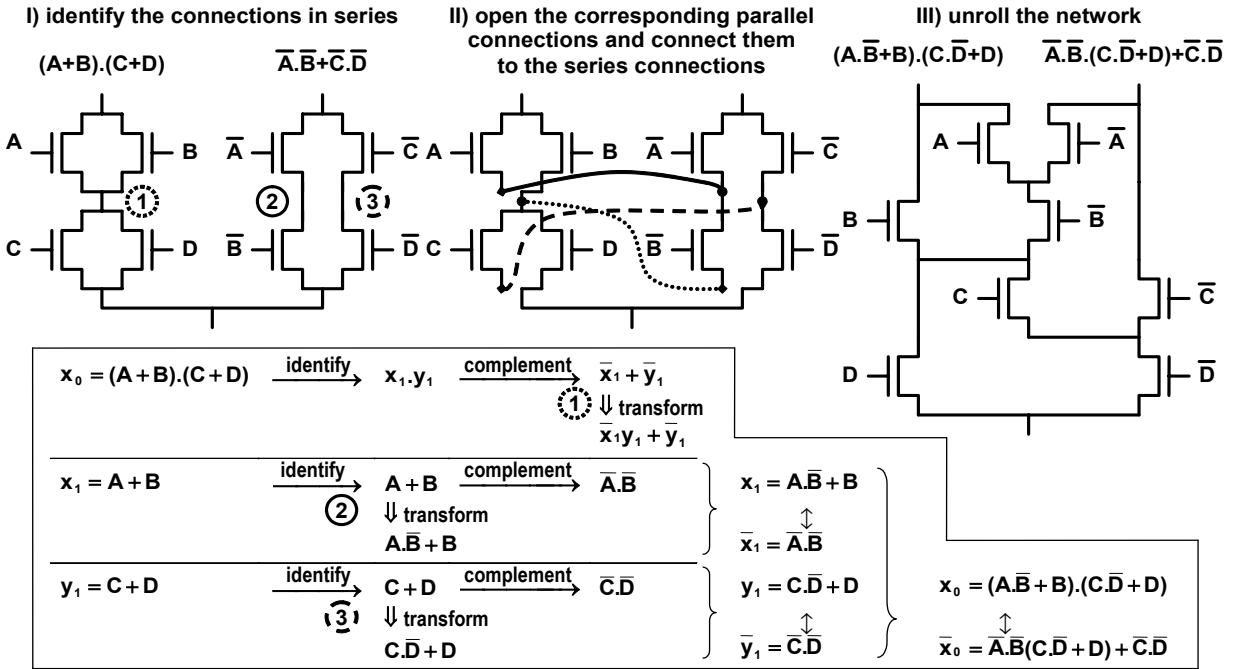 I) identify the connections in series
II) open the corresponding parallel
connections and connect them
to the series connections
III) unroll the network
(A+B).(C+D)
A̅.B̅+C̅.D̅
(A.B̅+B).(C.D̅+D)
A̅.B̅.(C.D̅+D)+C̅.D̅
A
B
A̅
C̅
A
B
A̅
C̅
A
A̅
1
2
3
B
B̅
C
D
B̅
D̅
C
D
B̅
D̅
C
C̅
D
D̅
x₀ = (A + B).(C + D) identify x₁.y₁ complement x̅₁ + y̅₁
1 ⇓ transform
x̅₁y₁ + y̅₁
x₁ = A + B identify A + B complement A̅.B̅
2 ⇓ transform
A.B̅ + B
x₁ = A.B̅ + B
↕
x̅₁ = A̅.B̅
y₁ = C + D identify C + D complement C̅.D̅
3 ⇓ transform
C.D̅ + D
y₁ = C.D̅ + D
↕
y̅₁ = C̅.D̅
x₀ = (A.B̅ + B).(C.D̅ + D)
↕
x̅₀ = A̅.B̅(C.D̅ + D) + C̅.D̅